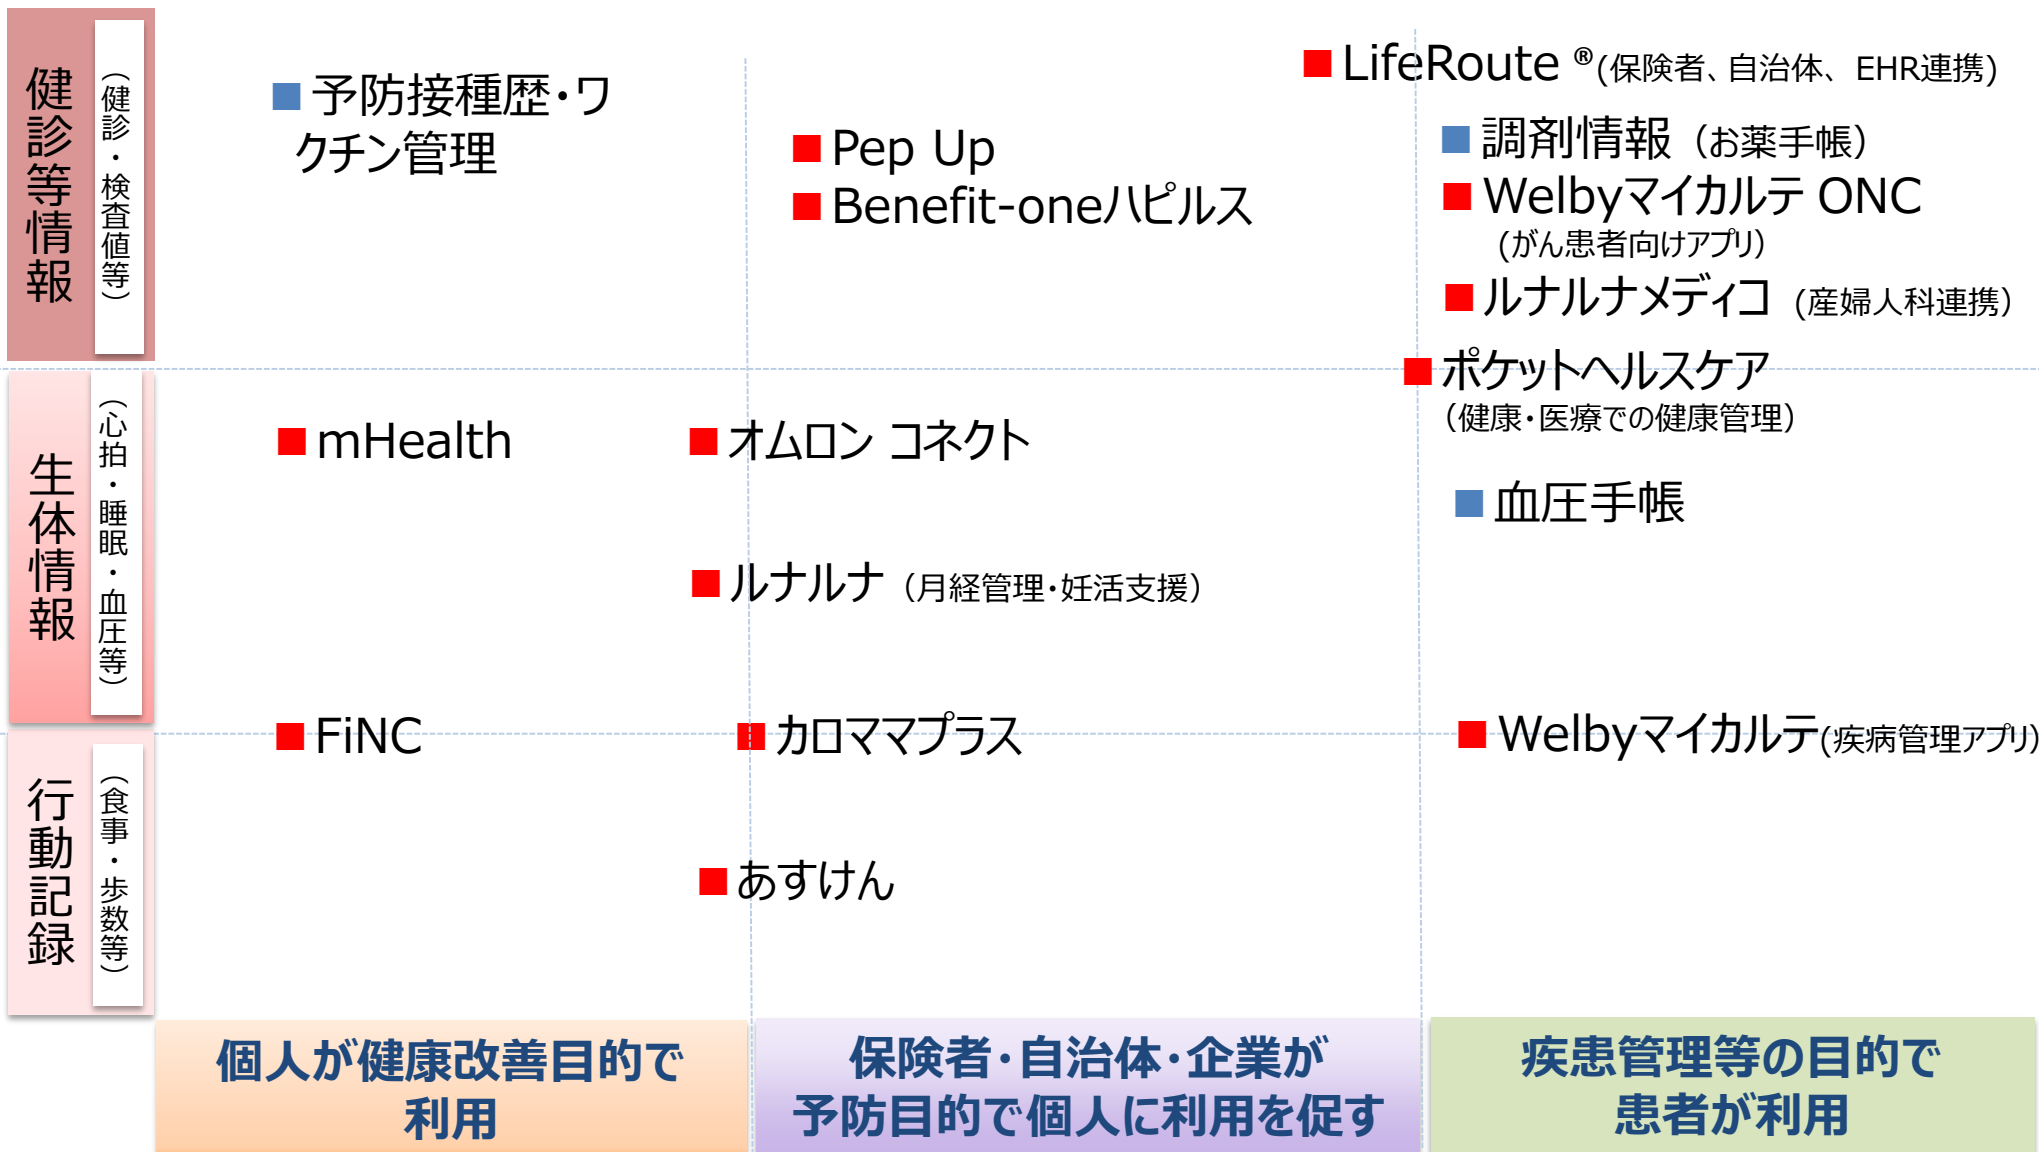 健診等情報
（健診・検査値等）
■予防接種歴・ワ
クチン管理
■Pep Up
■Benefit-oneハピルス
■LifeRoute ®(保険者、自治体、EHR連携)
■調剤情報（お薬手帳）
■Welbyマイカルテ ONC
(がん患者向けアプリ）
■ルナルナメディコ (産婦人科連携）
■ポケットヘルスケア
（健康・医療での健康管理）
生体情報
（心拍・睡眠・血圧等）
■mHealth
■オムロン コネクト
■血圧手帳
■ルナルナ（月経管理・妊活支援）
■FiNC
■カロママプラス
■Welbyマイカルテ(疾病管理アプリ)
行動記録
（食事・歩数等）
■あすけん
個人が健康改善目的で
利用
保険者・自治体・企業が
予防目的で個人に利用を促す
疾患管理等の目的で
患者が利用